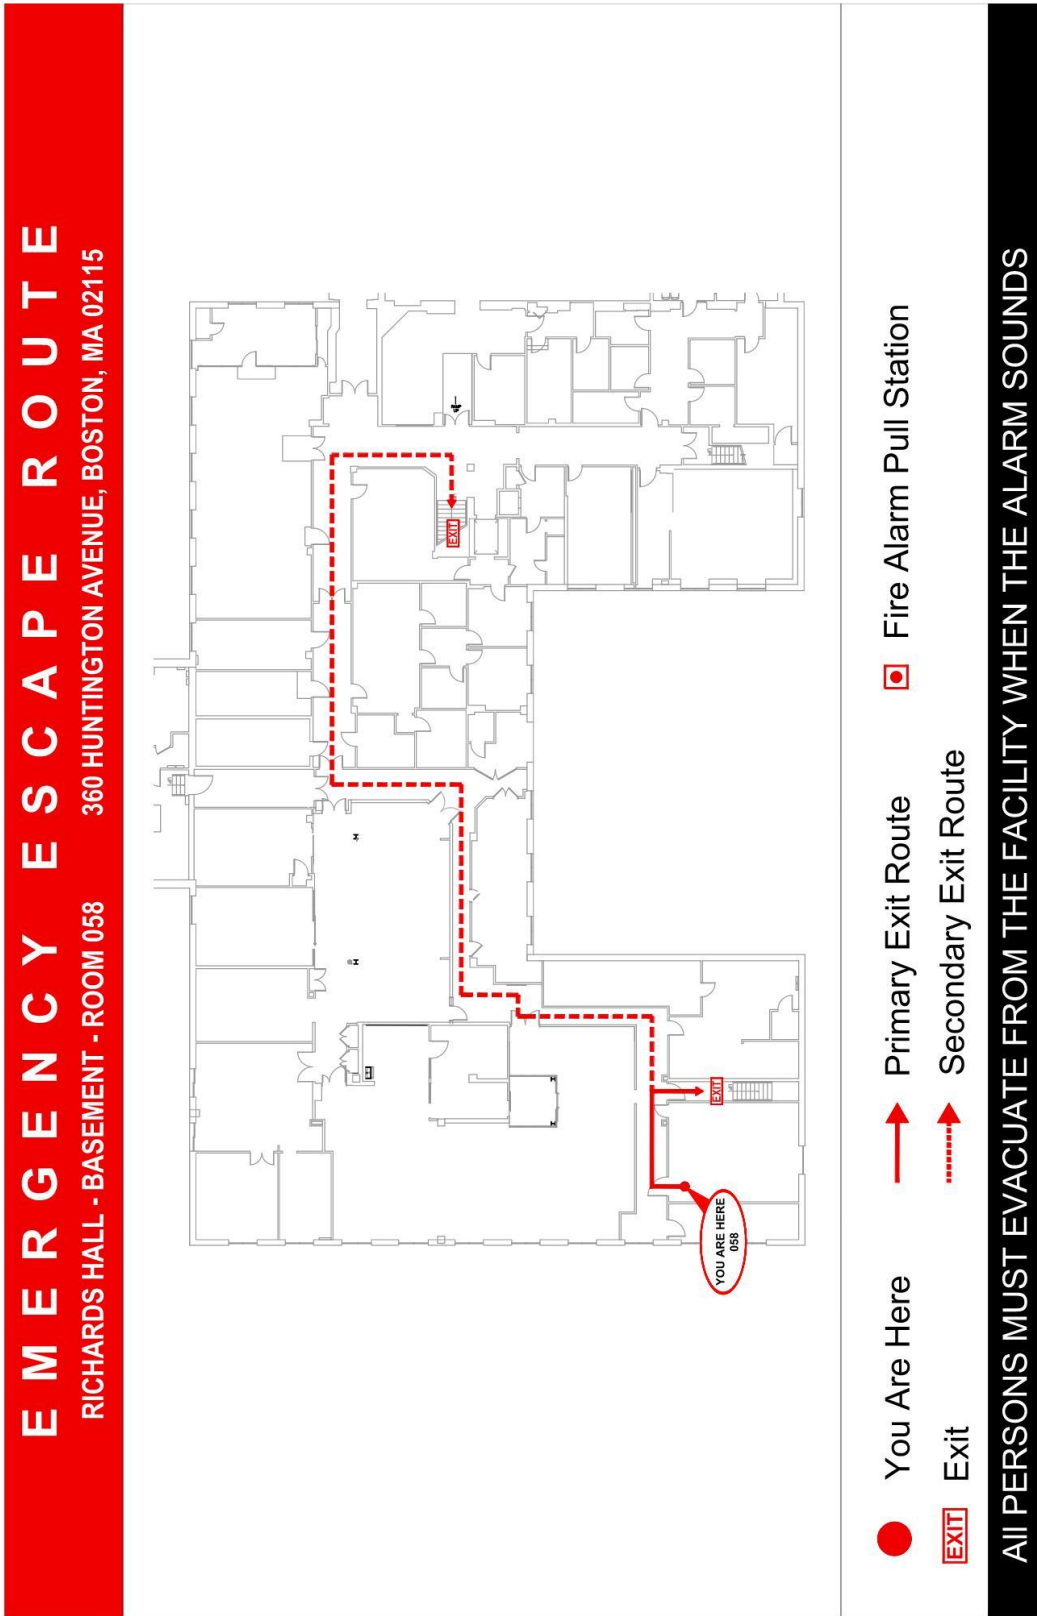 EMERGENCY ESCAPE ROUTE
RICHARDS HALL - BASEMENT - ROOM 058 360 HUNTINGTON AVENUE, BOSTON, MA 02115
EXIT
EXIT
YOU ARE HERE
058
You Are Here
Primary Exit Route
Fire Alarm Pull Station
EXIT Exit
Secondary Exit Route
All PERSONS MUST EVACUATE FROM THE FACILITY WHEN THE ALARM SOUNDS